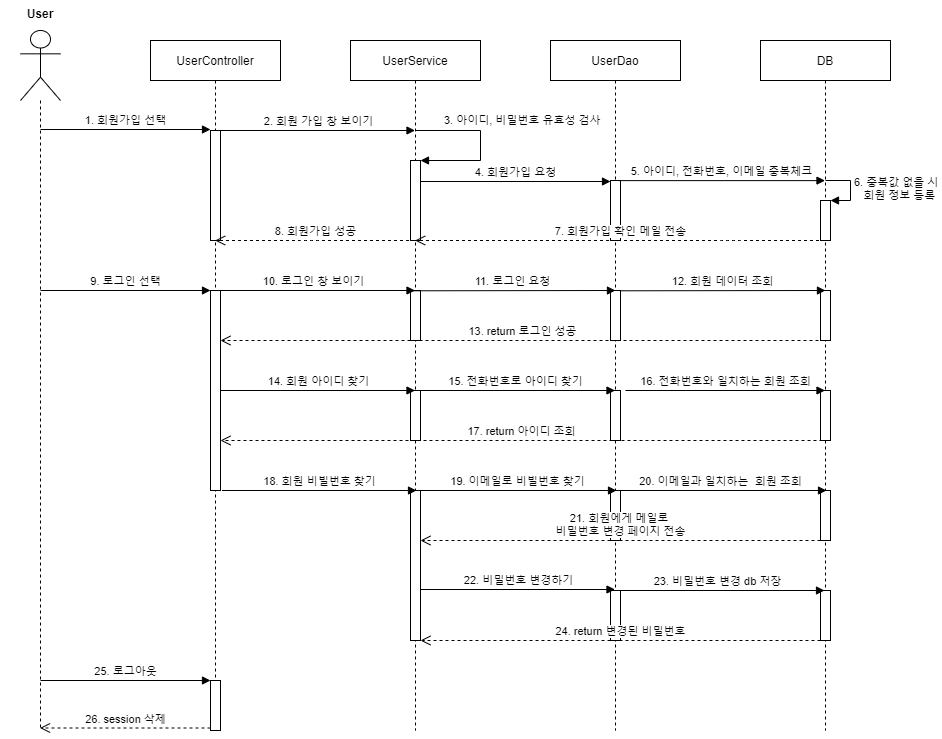 User
UserController
UserService
UserDao
DB
1. 회원가입 선택
2. 회원 가입 창 보이기
3. 아이디, 비밀번호 유효성 검사
4. 회원가입 요청
5. 아이디, 전화번호, 이메일 중복체크
6. 중복값 없을 시
회원 정보 등록
7. 회원가입 확인 메일 전송
8. 회원가입 성공
9. 로그인 선택
10. 로그인 창 보이기
11. 로그인 요청
12. 회원 데이터 조회
13. return 로그인 성공
14. 회원 아이디 찾기
15. 전화번호로 아이디 찾기
16. 전화번호와 일치하는 회원 조회
17. return 아이디 조회
18. 회원 비빌번호 찾기
19. 이메일로 비빌번호 찾기
20. 이메일과 일치하는 회원 조회
21. 회원에게 메일로
비밀번호 변경 페이지 전송
22. 비밀번호 변경하기
23. 비밀번호 변경 db 저장
24. return 변경된 비밀번호
25. 로그아웃
26. session 삭제